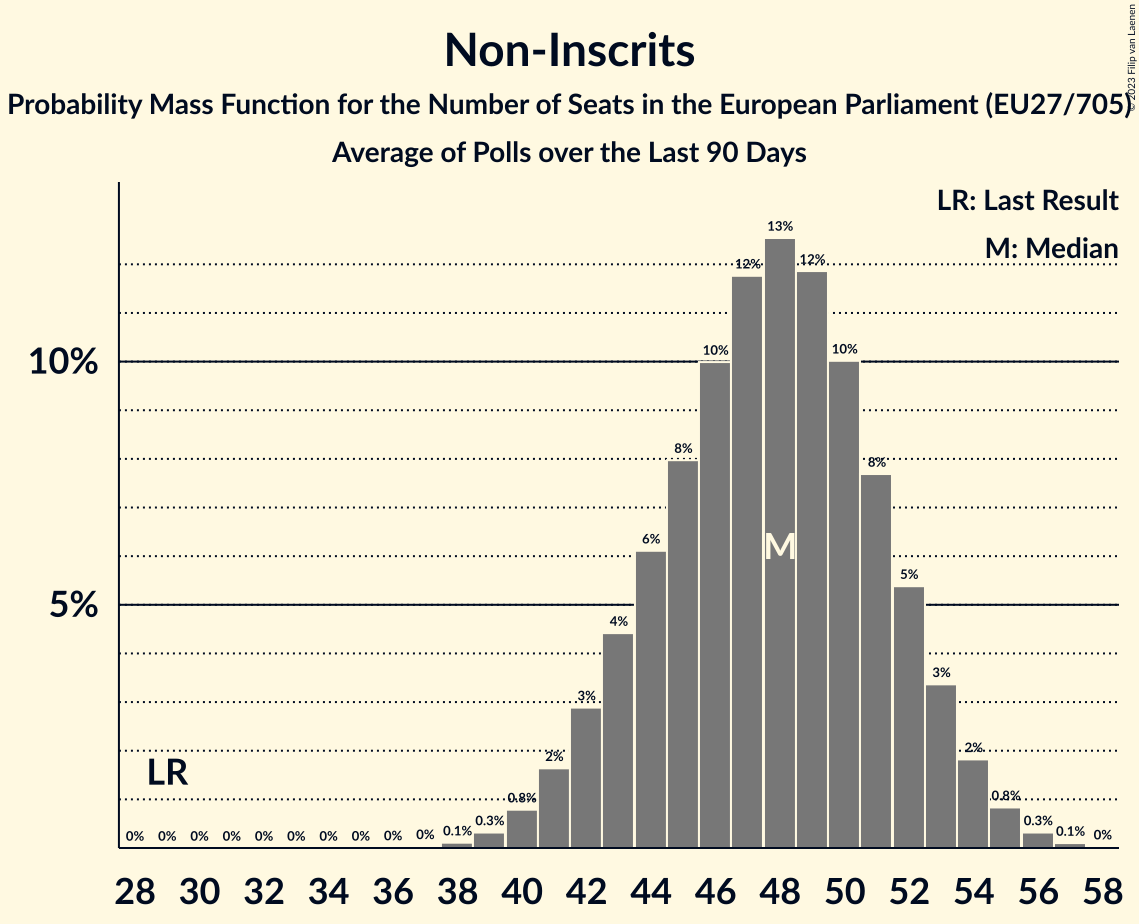 Non-Inscrits
Probability Mass Function for the Number of Seats in the European Parliament (EU27/705)
Average of Polls over the Last 90 Days
© 2023 Filip van Laenen
LR: Last Result
M: Median
10%
5%
LR
M
0% 0% 0% 0% 0% 0% 0% 0% 0% 0% 0.1% 0.3% 0.8% 2% 3% 4% 6% 8% 10% 12% 13% 12% 10% 8% 5% 3% 2% 0.8% 0.3% 0.1% 0%
28 30 32 34 36 38 40 42 44 46 48 50 52 54 56 58